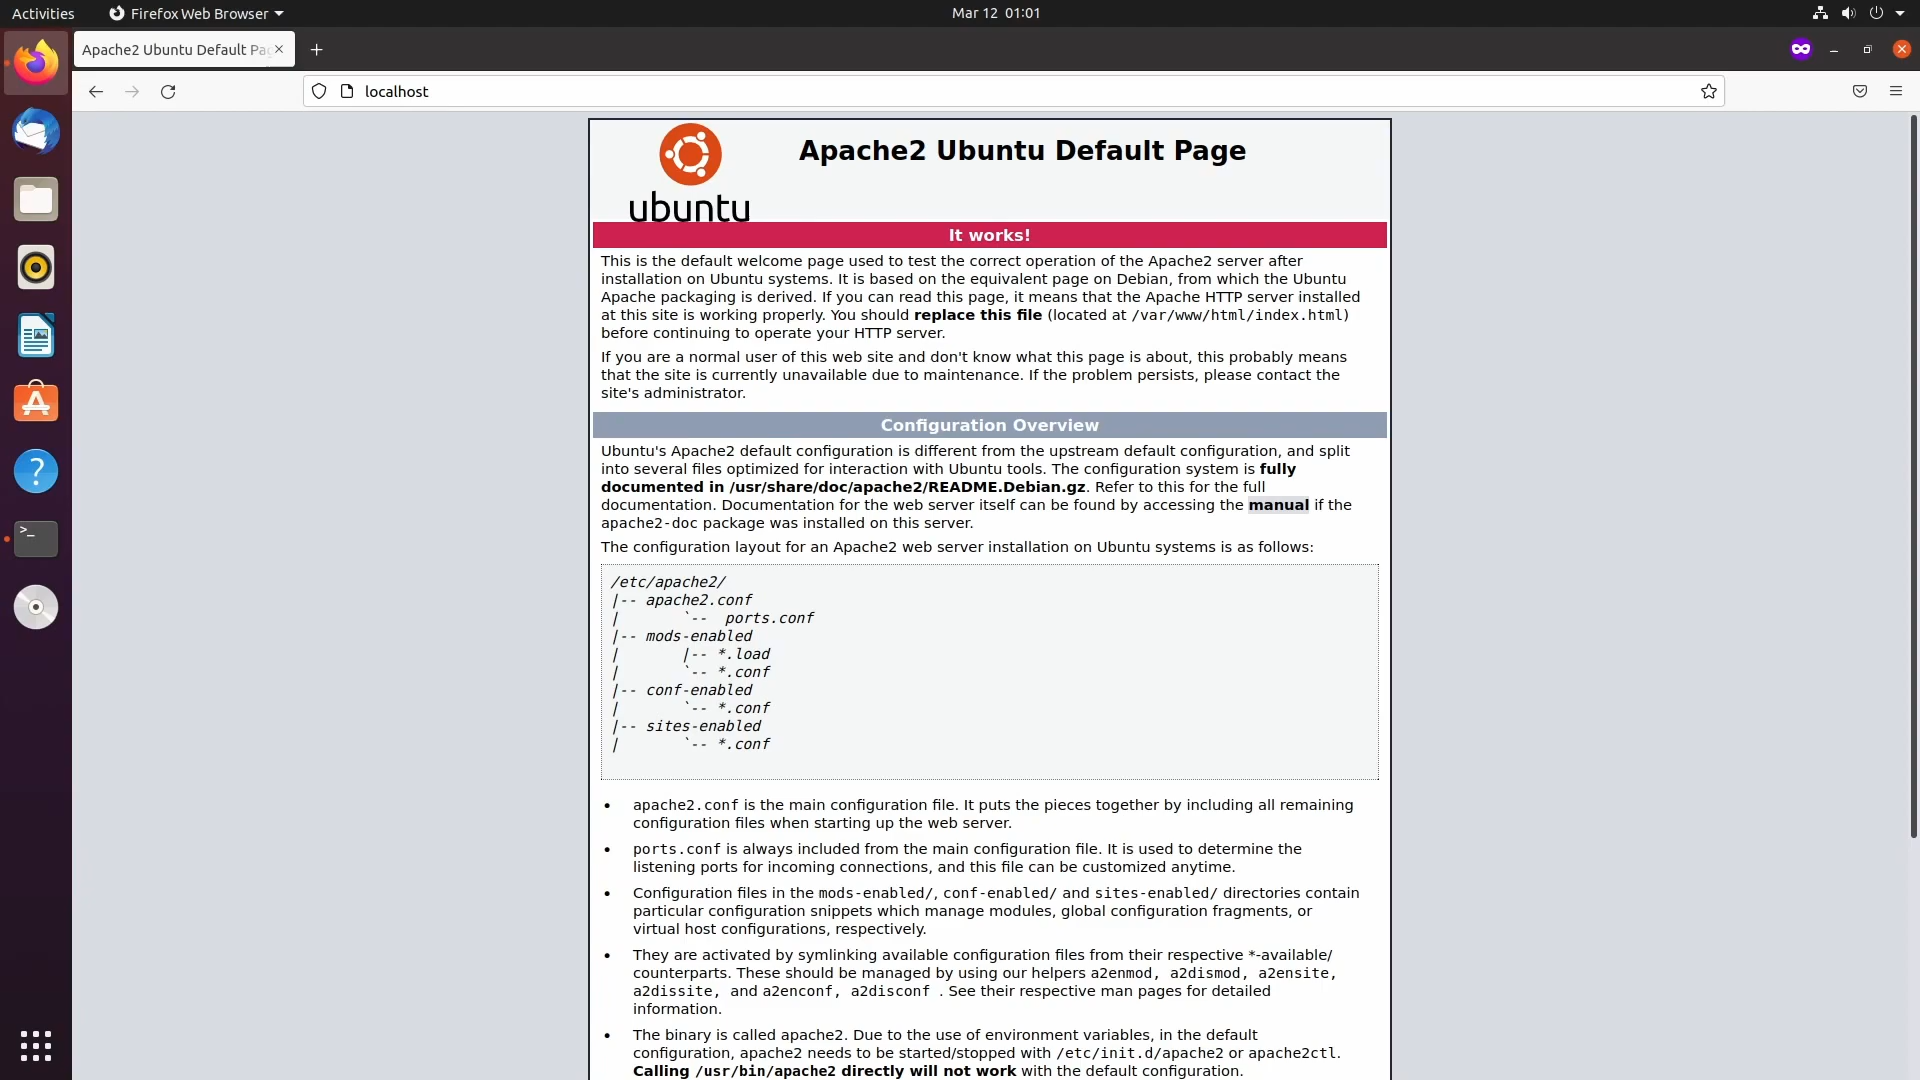 Activities
Firefox Web Browser
Mar 12 01:01
Apache2 Ubuntu Default Pag
localhost
ubuntu
Apache2 Ubuntu Default Page
It works!
This is the default welcome page used to test the correct operation of the Apache2 server after
installation on Ubuntu systems. It is based on the equivalent page on Debian, from which the Ubuntu
Apache packaging is derived. If you can read this page, it means that the Apache HTTP server installed
at this site is working properly. You should replace this file (located at /var/www/html/index.html)
before continuing to operate your HTTP server.
If you are a normal user of this web site and don't know what this page is about, this probably means
that the site is currently unavailable due to maintenance. If the problem persists, please contact the
site's administrator.
Configuration Overview
Ubuntu's Apache2 default configuration is different from the upstream default configuration, and split
into several files optimized for interaction with Ubuntu tools. The configuration system is fully
documented in /usr/share/doc/apache2/README.Debian.gz. Refer to this for the full
documentation. Documentation for the web server itself can be found by accessing the manual if the
apache2-doc package was installed on this server.
The configuration layout for an Apache2 web server installation on Ubuntu systems is as follows:
/etc/apache2/
|-- apache2.conf
|       `--  ports.conf
|-- mods-enabled
|       |-- *.load
|       `-- *.conf
|-- conf-enabled
|       `-- *.conf
|-- sites-enabled
|       `-- *.conf
• apache2.conf is the main configuration file. It puts the pieces together by including all remaining
configuration files when starting up the web server.
• ports.conf is always included from the main configuration file. It is used to determine the
listening ports for incoming connections, and this file can be customized anytime.
• Configuration files in the mods-enabled/, conf-enabled/ and sites-enabled/ directories contain
particular configuration snippets which manage modules, global configuration fragments, or
virtual host configurations, respectively.
• They are activated by symlinking available configuration files from their respective *-available/
counterparts. These should be managed by using our helpers a2enmod, a2dismod, a2ensite,
a2dissite, and a2enconf, a2disconf . See their respective man pages for detailed
information.
• The binary is called apache2. Due to the use of environment variables, in the default
configuration, apache2 needs to be started/stopped with /etc/init.d/apache2 or apache2ctl.
Calling /usr/bin/apache2 directly will not work with the default configuration.